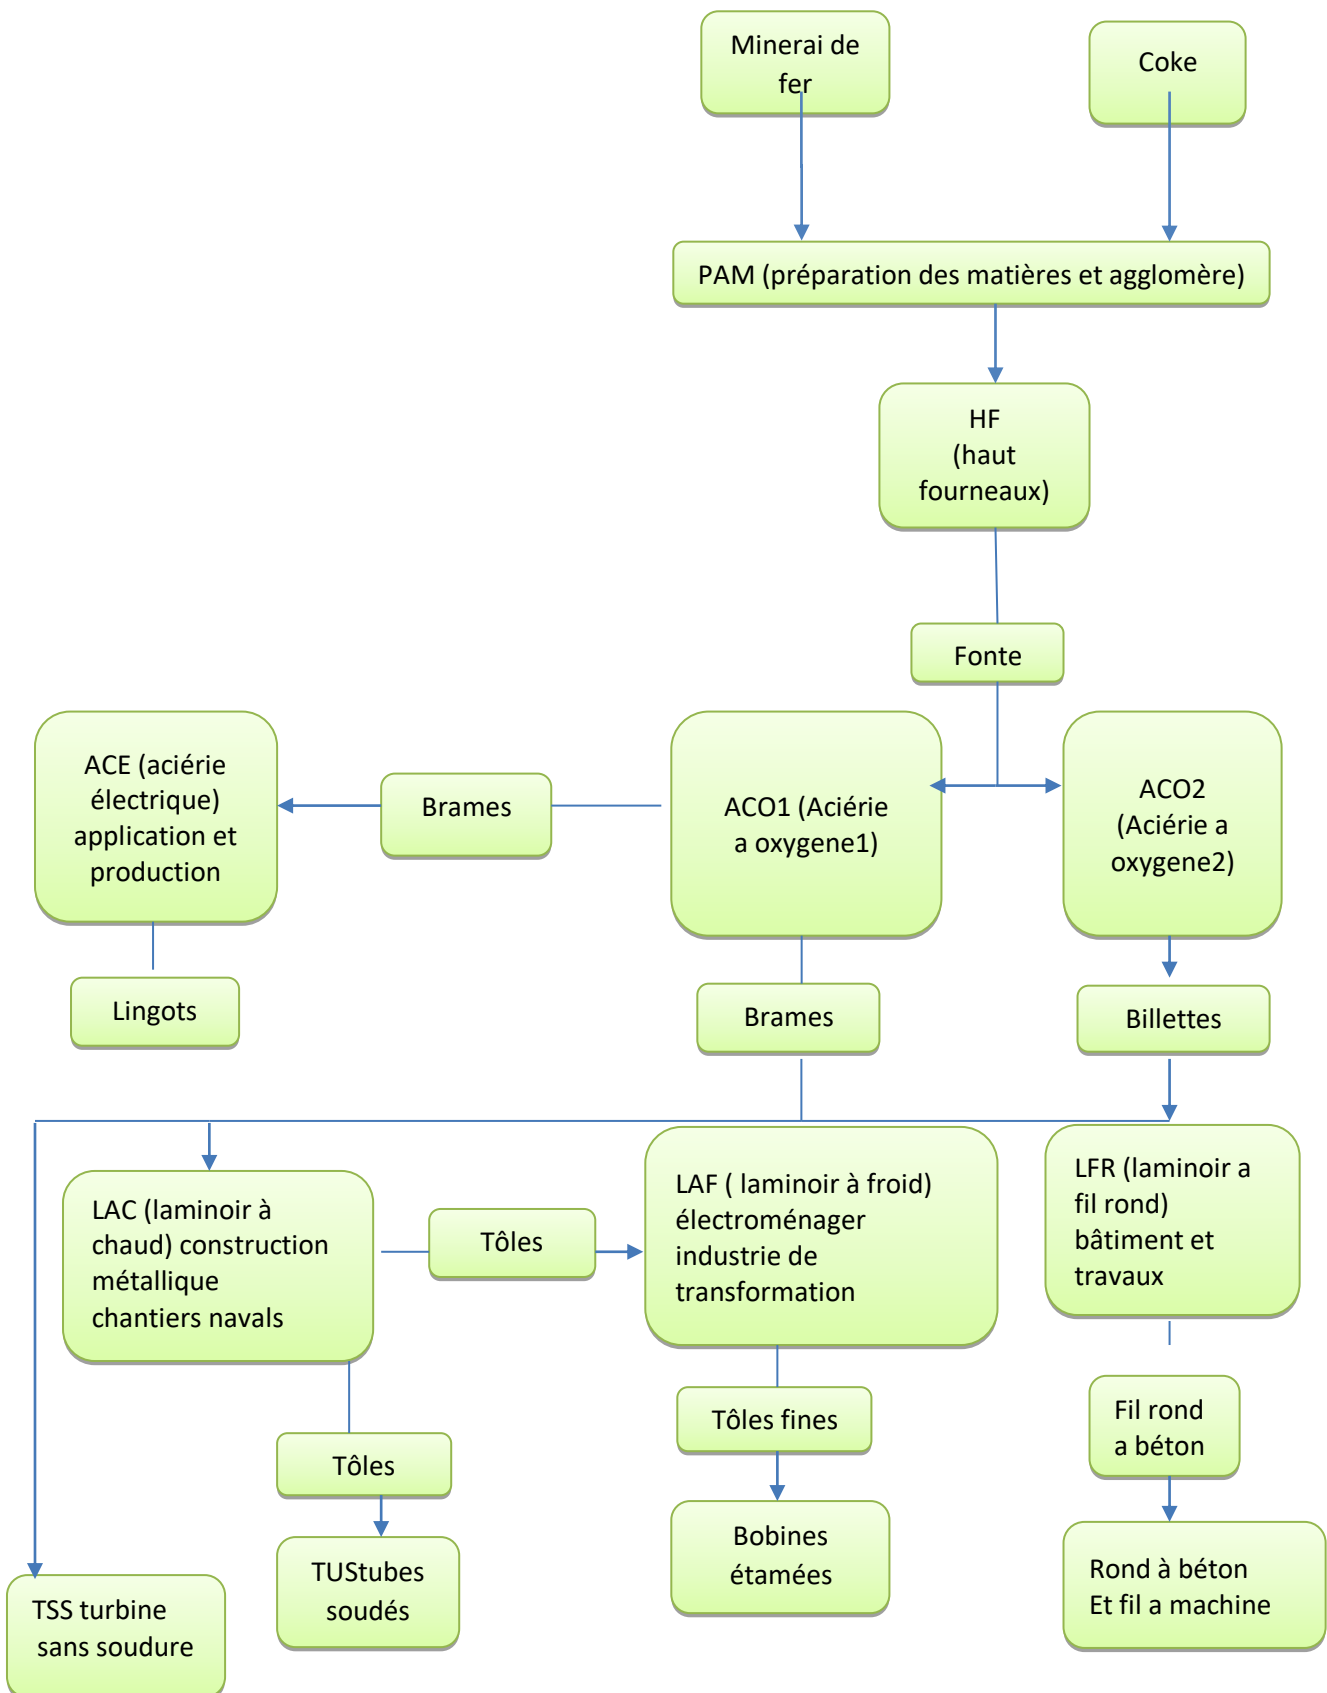 Minerai de
fer
Coke
PAM (préparation des matières et agglomère)
HF
(haut
fourneaux)
Fonte
ACE (aciérie
électrique)
application et
production
Brames
ACO1 (Aciérie
a oxygene1)
ACO2
(Aciérie a
oxygene2)
Lingots
Brames
Billettes
LAC (laminoir à
chaud) construction
métallique
chantiers navals
Tôles
LAF ( laminoir à froid)
électroménager
industrie de
transformation
LFR (laminoir a
fil rond)
bâtiment et
travaux
Tôles
Tôles fines
Fil rond
a béton
TUStubes
soudés
Bobines
étamées
Rond à béton
Et fil a machine
TSS turbine
sans soudure